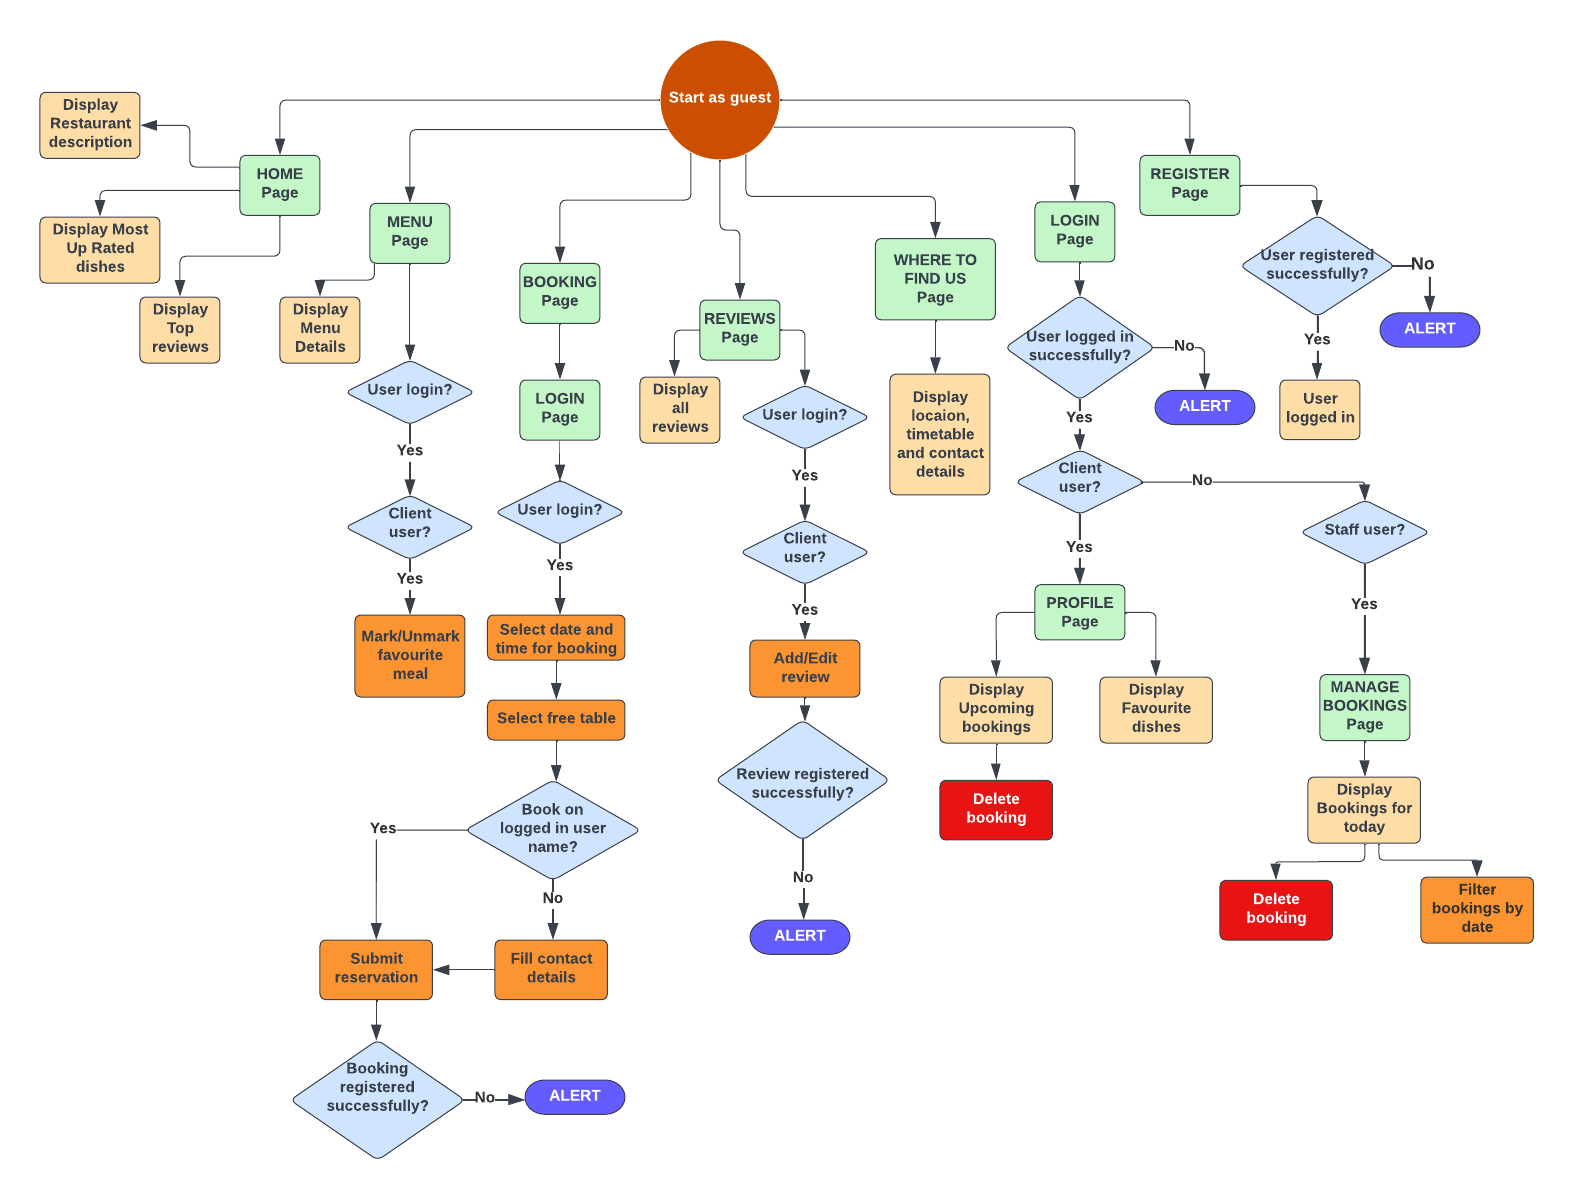 Start as guest
Display
Restaurant
description
HOME
Page
Display Most
Up Rated
dishes
Display
Top
reviews
MENU
Page
Display
Menu
Details
User login?
Yes
Client
user?
Yes
Mark/Unmark
favourite
meal
BOOKING
Page
LOGIN
Page
User login?
Yes
Select date and
time for booking
Select free table
Book on
logged in user
name?
Yes
No
Submit
reservation
Fill contact
details
Booking
registered
successfully?
No
ALERT
REVIEWS
Page
Display
all
reviews
User login?
Yes
Client
user?
Yes
Add/Edit
review
Review registered
successfully?
No
ALERT
WHERE TO
FIND US
Page
Display
locaion,
timetable
and contact
details
LOGIN
Page
User logged in
successfully?
No
ALERT
Yes
Client
user?
No
Yes
PROFILE
Page
Display
Upcoming
bookings
Delete
booking
Display
Favourite
dishes
Staff user?
Yes
MANAGE
BOOKINGS
Page
Display
Bookings for
today
Delete
booking
Filter
bookings by
date
REGISTER
Page
User registered
successfully?
No
ALERT
Yes
User
logged in